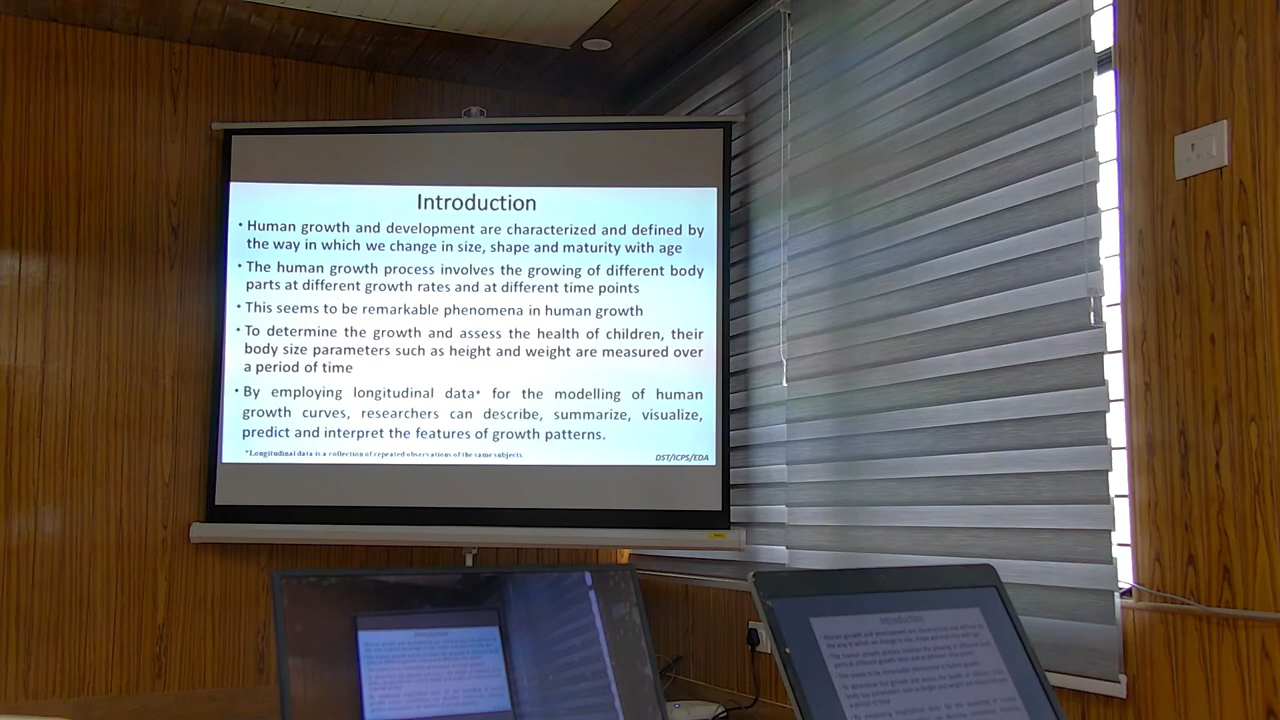 Introduction
• Human growth and development are characterized and defined by
the way in which we change in size, shape and maturity with age
• The human growth process involves the growing of different body
parts at different growth rates and at different time points
• This seems to be remarkable phenomena in human growth
• To determine the growth and assess the health of children, their
body size parameters such as height and weight are measured over
a period of time
• By employing longitudinal data* for the modelling of human
growth curves, researchers can describe, summarize, visualize,
predict and interpret the features of growth patterns.
*Longitudinal data is a collection of repeated observations of the same subjects
DST/ICPS/EDA